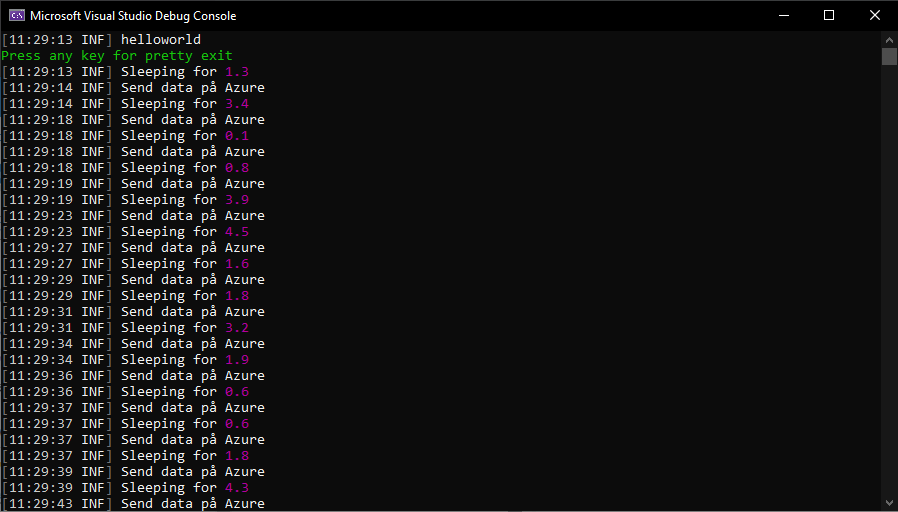 Microsoft Visual Studio Debug Console
[11:29:13 INF] helloworld
Press any key for pretty exit
[11:29:13 INF] Sleeping for 1.3
[11:29:14 INF] Send data på Azure
[11:29:14 INF] Sleeping for 3.4
[11:29:18 INF] Send data på Azure
[11:29:18 INF] Sleeping for 0.1
[11:29:18 INF] Send data på Azure
[11:29:18 INF] Sleeping for 0.8
[11:29:19 INF] Send data på Azure
[11:29:19 INF] Sleeping for 3.9
[11:29:23 INF] Send data på Azure
[11:29:23 INF] Sleeping for 4.5
[11:29:27 INF] Send data på Azure
[11:29:27 INF] Sleeping for 1.6
[11:29:29 INF] Send data på Azure
[11:29:29 INF] Sleeping for 1.8
[11:29:31 INF] Send data på Azure
[11:29:31 INF] Sleeping for 3.2
[11:29:34 INF] Send data på Azure
[11:29:34 INF] Sleeping for 1.9
[11:29:36 INF] Send data på Azure
[11:29:36 INF] Sleeping for 0.6
[11:29:37 INF] Send data på Azure
[11:29:37 INF] Sleeping for 0.6
[11:29:37 INF] Send data på Azure
[11:29:37 INF] Sleeping for 1.8
[11:29:39 INF] Send data på Azure
[11:29:39 INF] Sleeping for 4.3
[11:29:43 INF] Send data på Azure